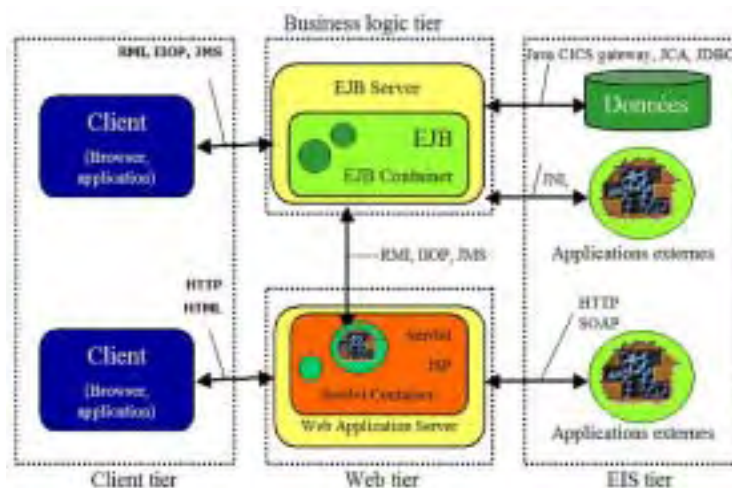 Business logic tier
RMI, IIOP, JMS
Java CICS gateway, JCA, JDBC
EJB Server
Client
(Browser,
application)
EJB
EJB Container
Données
Applications externes
RMI, IIOP, JMS
HTTP
HTML
HTTP
SOAP
Client
(Browser,
application)
Servlet
JSP
Servlet Container
Web Application Server
Applications externes
Client tier
Web tier
EIS tier